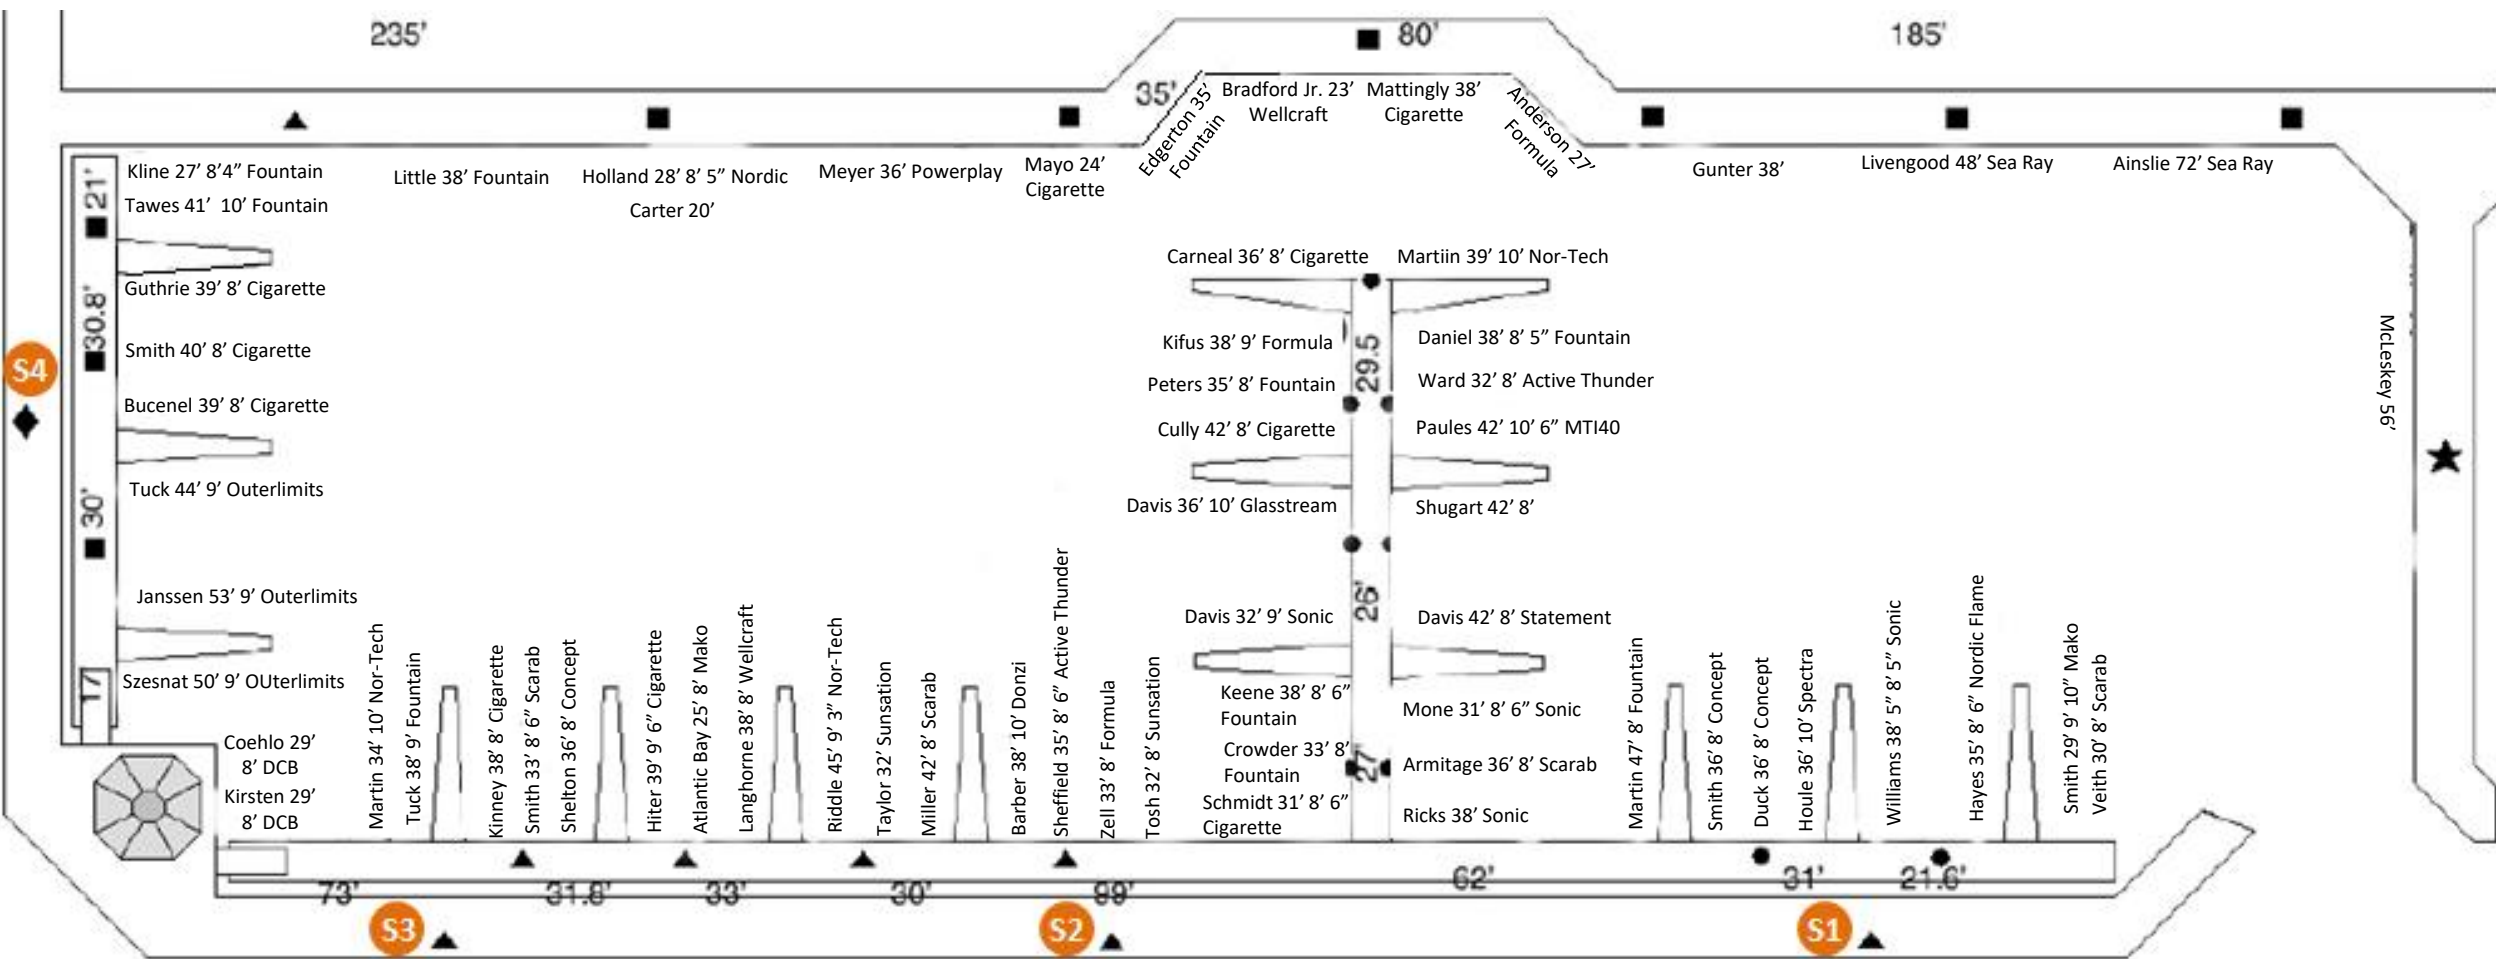 235'
80'
185'
35'
Edgerton 35'
Fountain
Bradford Jr. 23'
Wellcraft
Mattingly 38'
Cigarette
Anderson 27'
Formula
Kline 27' 8'4” Fountain
Tawes 41'  10' Fountain
Little 38' Fountain
Holland 28' 8' 5” Nordic
Carter 20'
Meyer 36' Powerplay
Mayo 24'
Cigarette
Gunter 38'
Livengood 48' Sea Ray
Ainslie 72' Sea Ray
21'
30.8'
30'
17'
S4
Guthrie 39' 8' Cigarette
Smith 40' 8' Cigarette
Bucenel 39' 8' Cigarette
Tuck 44' 9' Outerlimits
Janssen 53' 9' Outerlimits
Szesnat 50' 9' OUterlimits
Coehlo 29'
8' DCB
Kirsten 29'
8' DCB
Carneal 36' 8' Cigarette
Martiin 39' 10' Nor-Tech
Kifus 38' 9' Formula
Daniel 38' 8' 5” Fountain
29.5
Peters 35' 8' Fountain
Ward 32' 8' Active Thunder
Cully 42' 8' Cigarette
Paules 42' 10' 6” MTI40
Davis 36' 10' Glasstream
Shugart 42' 8'
26'
Davis 32' 9' Sonic
Davis 42' 8' Statement
Keene 38' 8' 6”
Fountain
Mone 31' 8' 6” Sonic
Crowder 33' 8'
Fountain
27'
Armitage 36' 8' Scarab
Schmidt 31' 8' 6”
Cigarette
Ricks 38' Sonic
McLeskey 56'
Martin 34' 10' Nor-Tech
Tuck 38' 9' Fountain
Kinney 38' 8' Cigarette
Smith 33' 8' 6” Scarab
Shelton 36' 8' Concept
Hiter 39' 9' 6” Cigarette
Atlantic Bay 25' 8' Mako
Langhorne 38' 8' Wellcraft
Riddle 45' 9' 3” Nor-Tech
Taylor 32' Sunsation
Miller 42' 8' Scarab
Barber 38' 10' Donzi
Sheffield 35' 8' 6” Active Thunder
Zell 33' 8' Formula
Tosh 32' 8' Sunsation
Martin 47' 8' Fountain
Smith 36' 8' Concept
Duck 36' 8' Concept
Houle 36' 10' Spectra
Williams 38' 5” 8' 5” Sonic
Hayes 35' 8' 6” Nordic Flame
Smith 29' 9' 10” Mako
Veith 30' 8' Scarab
73'
31.8'
33'
30'
99'
62'
31'
21.6'
S3
S2
S1